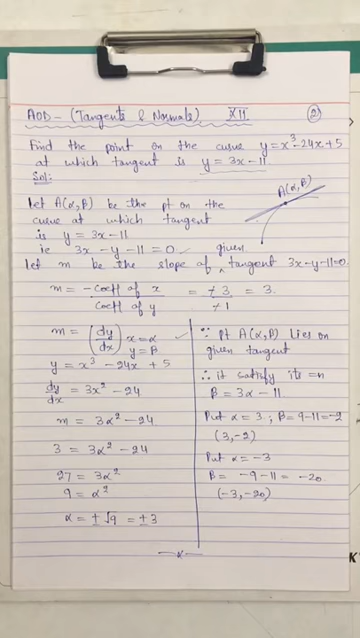 AOD - (Tangents & Normals) XII (2)
Find the point on the curve y = x³ - 24x + 5
at which tangent is y = 3x - 11
Sol:
A(α, β)
let A(α, β) be the pt on the
curve at which tangent
is y = 3x - 11
ie 3x - y - 11 = 0
let m be the slope of given tangent 3x - y - 11 = 0.
m = -Coeff of x / Coeff of y = +3 / +1 = 3.
m = (dy/dx) x = α y = β
y = x³ - 24x + 5
dy/dx = 3x² - 24
m = 3α² - 24
3 = 3α² - 24
27 = 3α²
9 = α²
α = ± √9 = ± 3
∵ Pt A(α, β) lies on
given tangent
∴ it satisfy its =n
β = 3α - 11
Put α = 3 ; β = 9 - 11 = -2
(3, -2)
Put α = -3
β = -9 - 11 = -20.
(-3, -20)